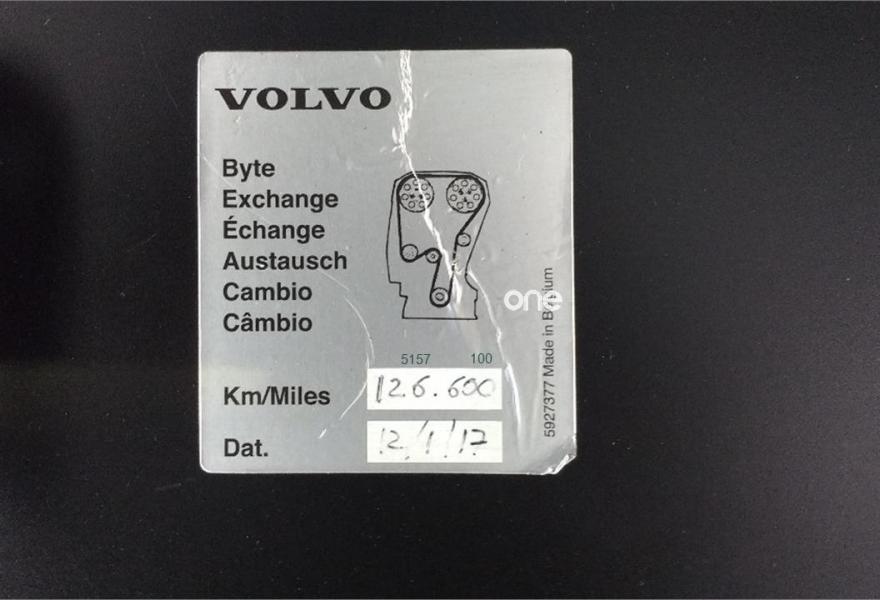 VOLVO
Byte
Exchange
Échange
Austausch
Cambio
Câmbio
one
5927377 Made in Belgium
5157 100
Km/Miles 126.600
Dat. 12/1/17